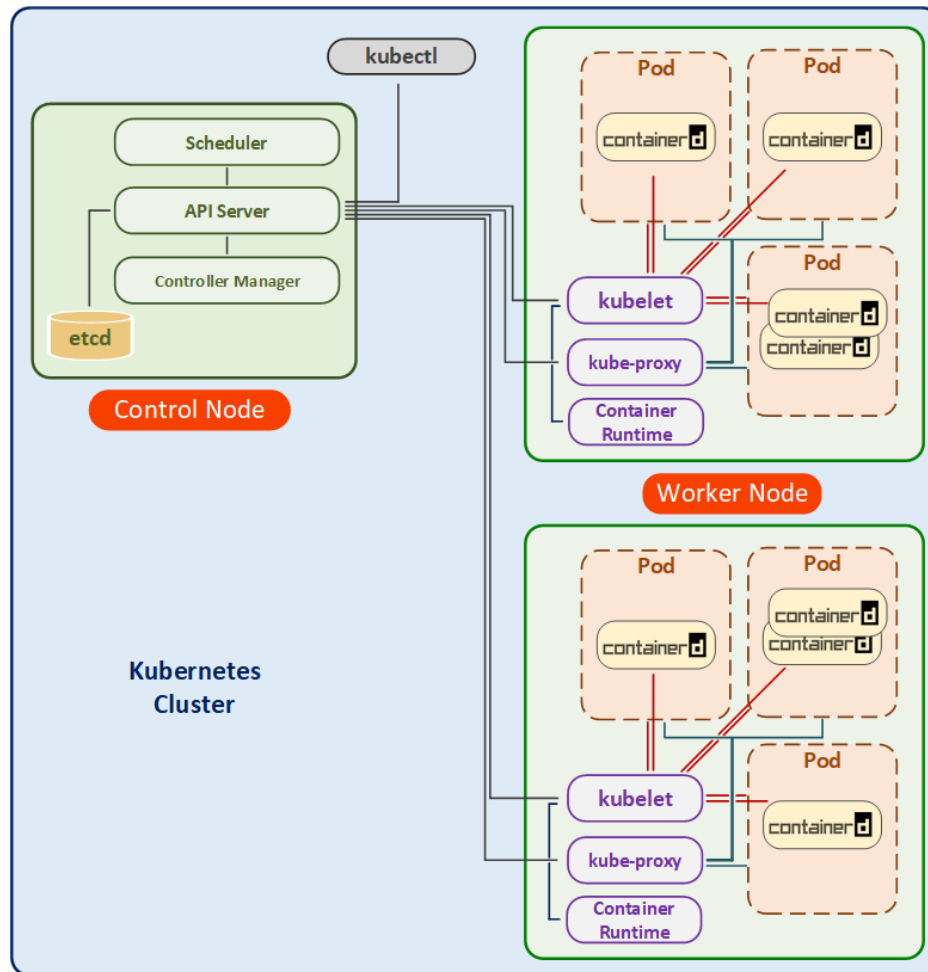 kubectl
Scheduler
API Server
Controller Manager
etcd
Control Node
Kubernetes
Cluster
Pod
containerd
Pod
containerd
Pod
containerd
containerd
kubelet
kube-proxy
Container
Runtime
Worker Node
Pod
containerd
Pod
containerd
containerd
Pod
containerd
kubelet
kube-proxy
Container
Runtime